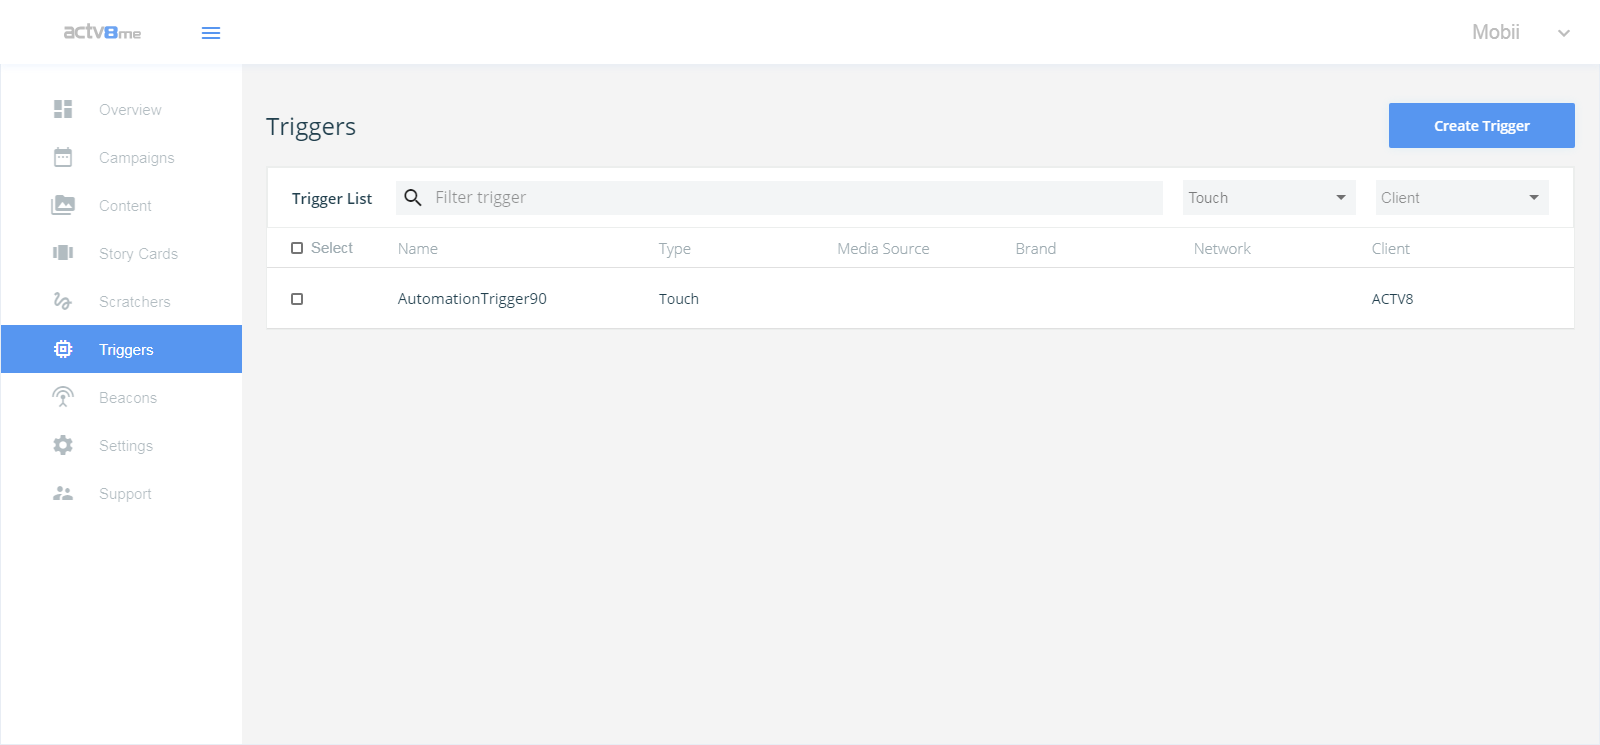 actv8me
Mobii
Overview
Campaigns
Content
Story Cards
Scratchers
Triggers
Beacons
Settings
Support
Triggers
Create Trigger
Trigger List
Filter trigger
Touch
Client
Select Name Type Media Source Brand Network Client
AutomationTrigger90 Touch ACTV8